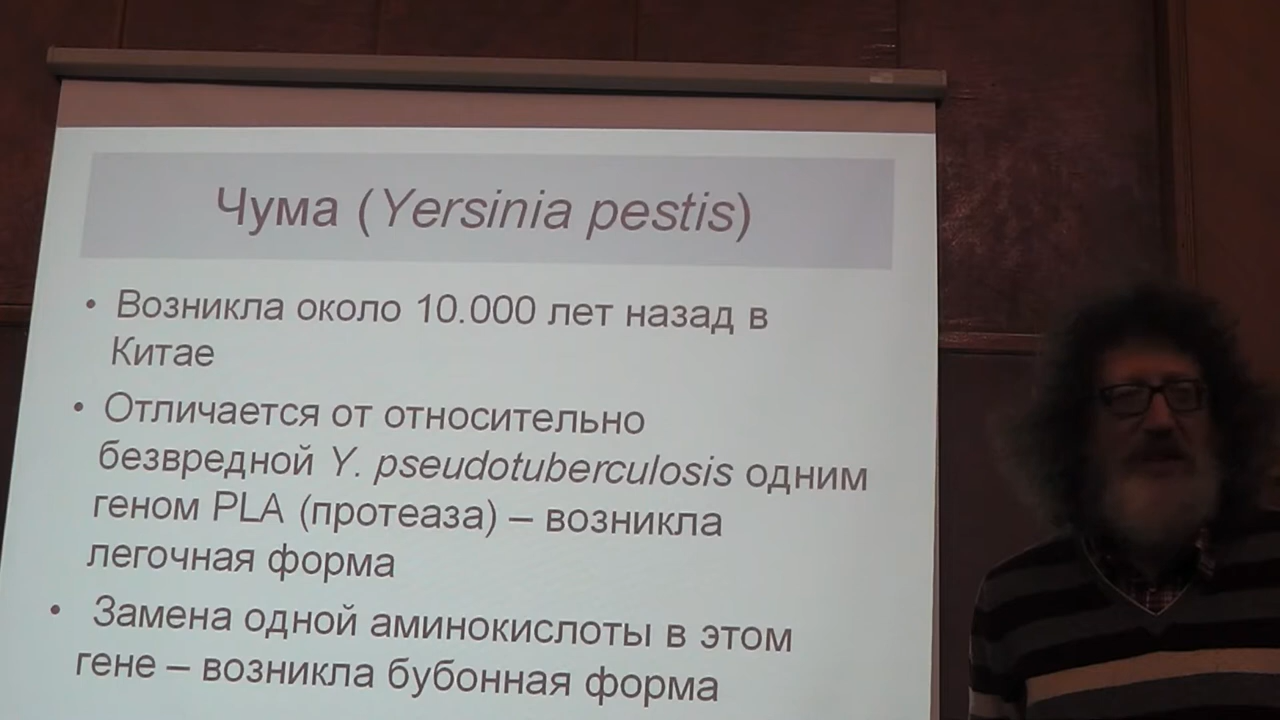 Чума (Yersinia pestis)
• Возникла около 10.000 лет назад в
Китае
• Отличается от относительно
безвредной Y. pseudotuberculosis одним
геном PLA (протеаза) – возникла
легочная форма
• Замена одной аминокислоты в этом
гене – возникла бубонная форма